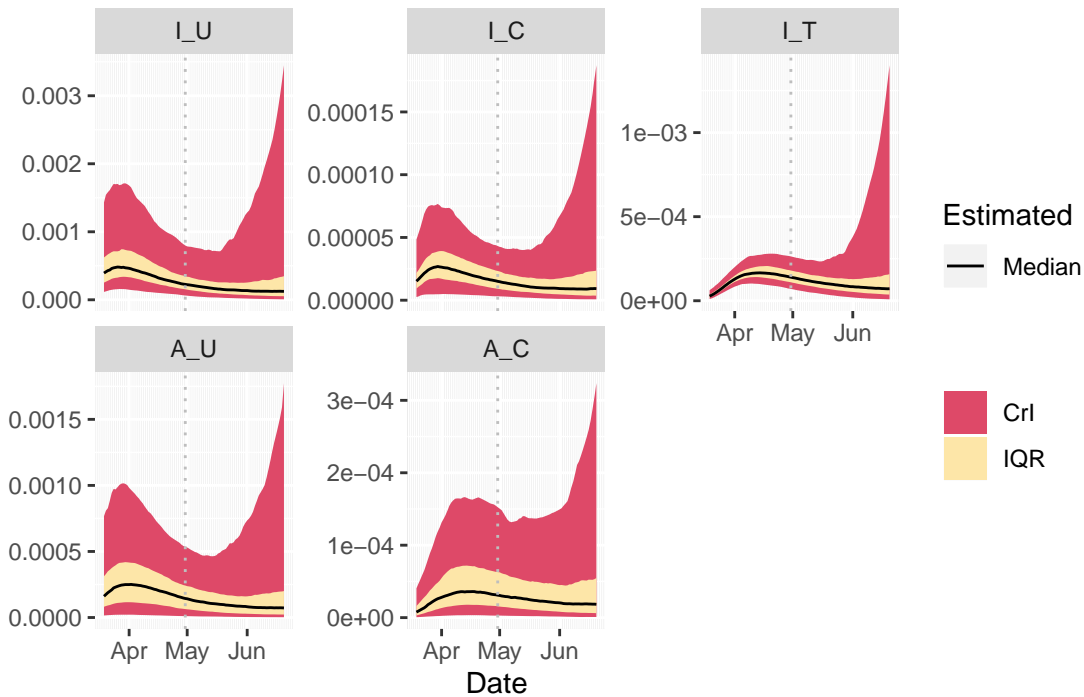 I_U
I_C
I_T
0.003
0.002
0.001
0.000
0.00015
0.00010
0.00005
0.00000
1e−03
5e−04
0e+00
Apr May Jun
A_U
A_C
0.0015
0.0010
0.0005
0.0000
3e−04
2e−04
1e−04
0e+00
Apr May Jun
Apr May Jun
Date
Estimated
Median
CrI
IQR